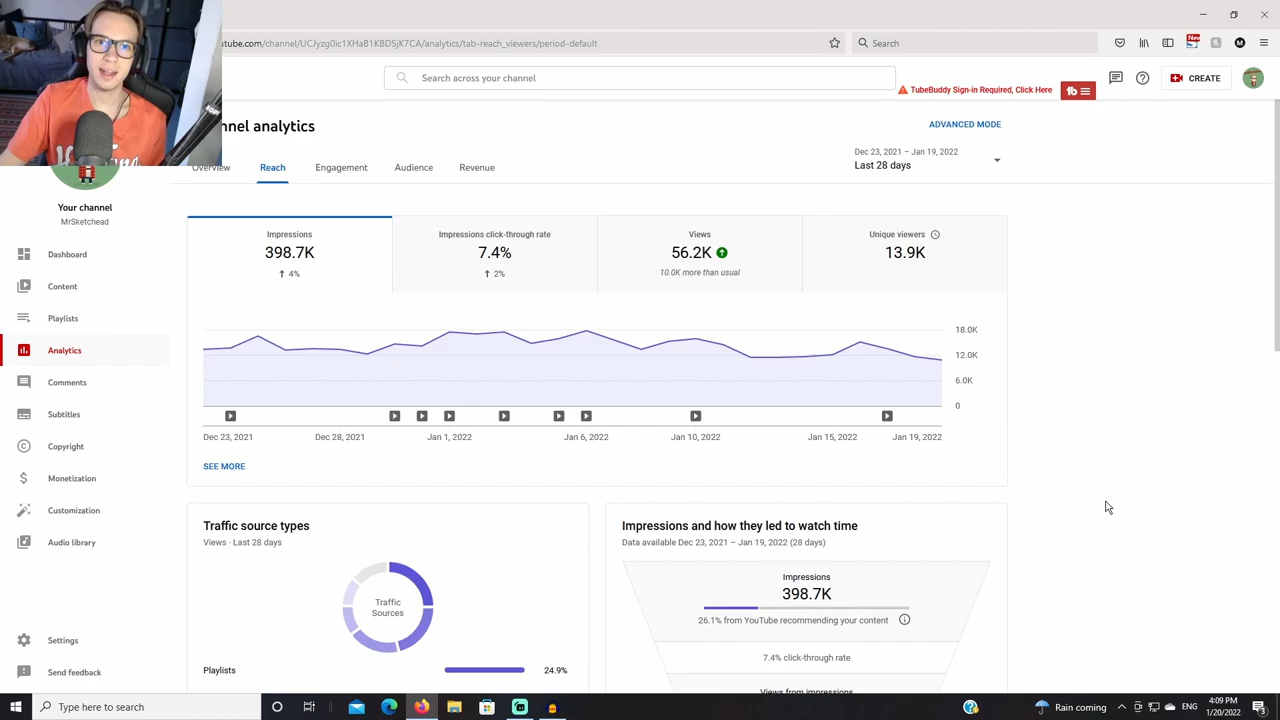 tube.com/channel/UCJyzg0ic1XHaB1KBD5jK7CA/analytics/tab-reach_viewers/period-default
Search
New
Search across your channel
TubeBuddy Sign-in Required, Click Here
tb
CREATE
nnel analytics
ADVANCED MODE
Overview
Reach
Engagement
Audience
Revenue
Dec 23, 2021 – Jan 19, 2022
Last 28 days
Your channel
MrSketchead
Dashboard
Content
Playlists
Analytics
Comments
Subtitles
Copyright
Monetization
Customization
Audio library
Settings
Send feedback
Impressions
398.7K
4%
Impressions click-through rate
7.4%
2%
Views
56.2K
10.0K more than usual
Unique viewers
13.9K
18.0K
12.0K
6.0K
0
Dec 23, 2021
Dec 28, 2021
Jan 1, 2022
Jan 6, 2022
Jan 10, 2022
Jan 15, 2022
Jan 19, 2022
SEE MORE
Traffic source types
Views · Last 28 days
Traffic
Sources
Playlists
24.9%
Impressions and how they led to watch time
Data available Dec 23, 2021 – Jan 19, 2022 (28 days)
Impressions
398.7K
26.1% from YouTube recommending your content
7.4% click-through rate
Views from impressions
Type here to search
Rain coming
ENG
4:09 PM
1/20/2022